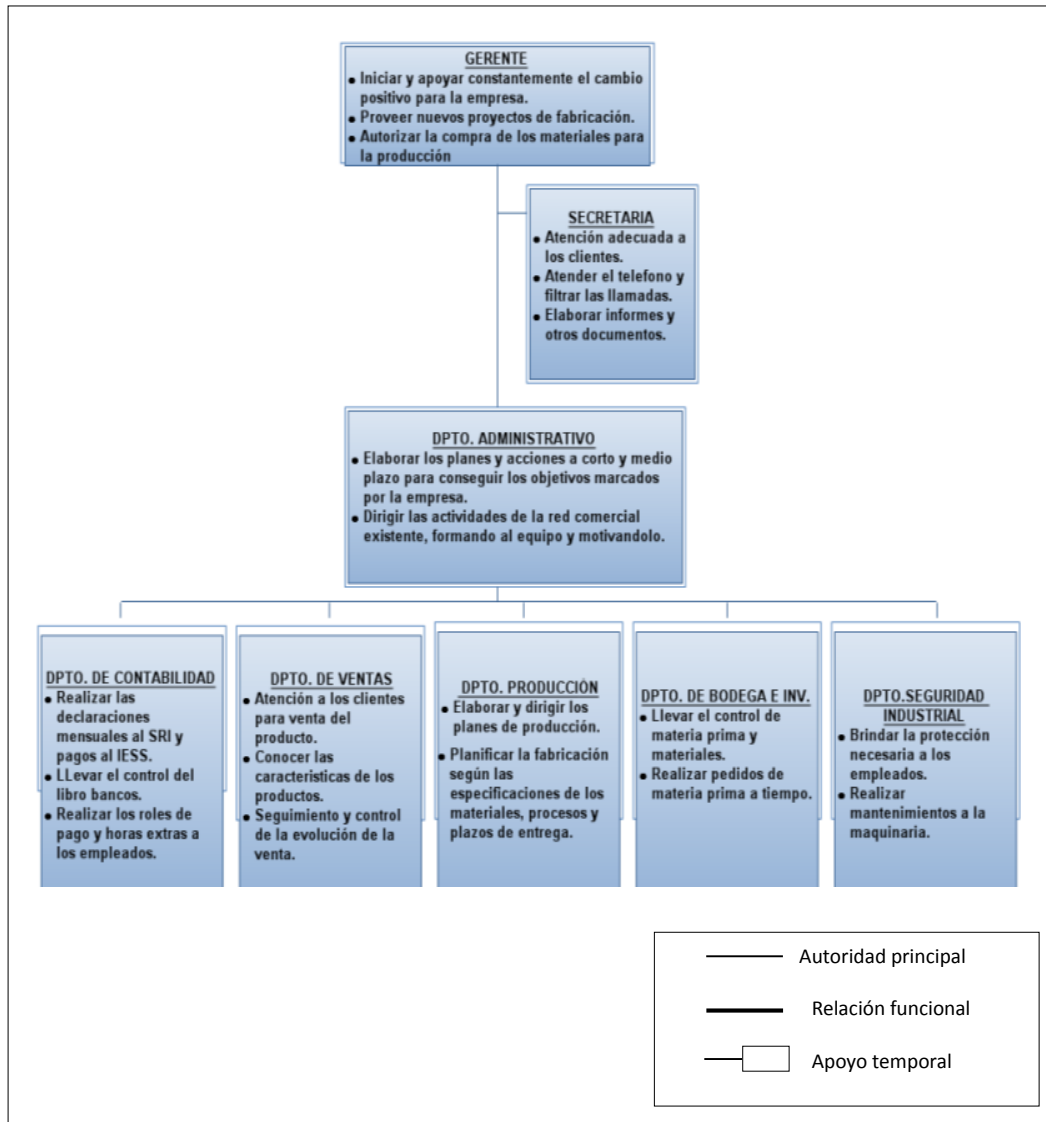 GERENTE
● Iniciar y apoyar constantemente el cambio
positivo para la empresa.
● Proveer nuevos proyectos de fabricación.
● Autorizar la compra de los materiales para
la producción
SECRETARIA
● Atención adecuada a
los clientes.
● Atender el telefono y
filtrar las llamadas.
● Elaborar informes y
otros documentos.
DPTO. ADMINISTRATIVO
● Elaborar los planes y acciones a corto y medio
plazo para conseguir los objetivos marcados
por la empresa.
● Dirigir las actividades de la red comercial
existente, formando al equipo y motivandolo.
DPTO. DE CONTABILIDAD
● Realizar las
declaraciones
mensuales al SRI y
pagos al IESS.
● LLevar el control del
libro bancos.
● Realizar los roles de
pago y horas extras a
los empleados.
DPTO. DE VENTAS
● Atención a los clientes
para venta del
producto.
● Conocer las
caracteristicas de los
productos.
● Seguimiento y control
de la evolución de la
venta.
DPTO. PRODUCCIÓN
● Elaborar y dirigir los
planes de producción.
● Planificar la fabricación
según las
especificaciones de los
materiales, procesos y
plazos de entrega.
DPTO. DE BODEGA E INV.
● Llevar el control de
materia prima y
materiales.
● Realizar pedidos de
materia prima a tiempo.
DPTO.SEGURIDAD
INDUSTRIAL
● Brindar la protección
necesaria a los
empleados.
● Realizar
mantenimientos a la
maquinaria.
Autoridad principal
Relación funcional
Apoyo temporal